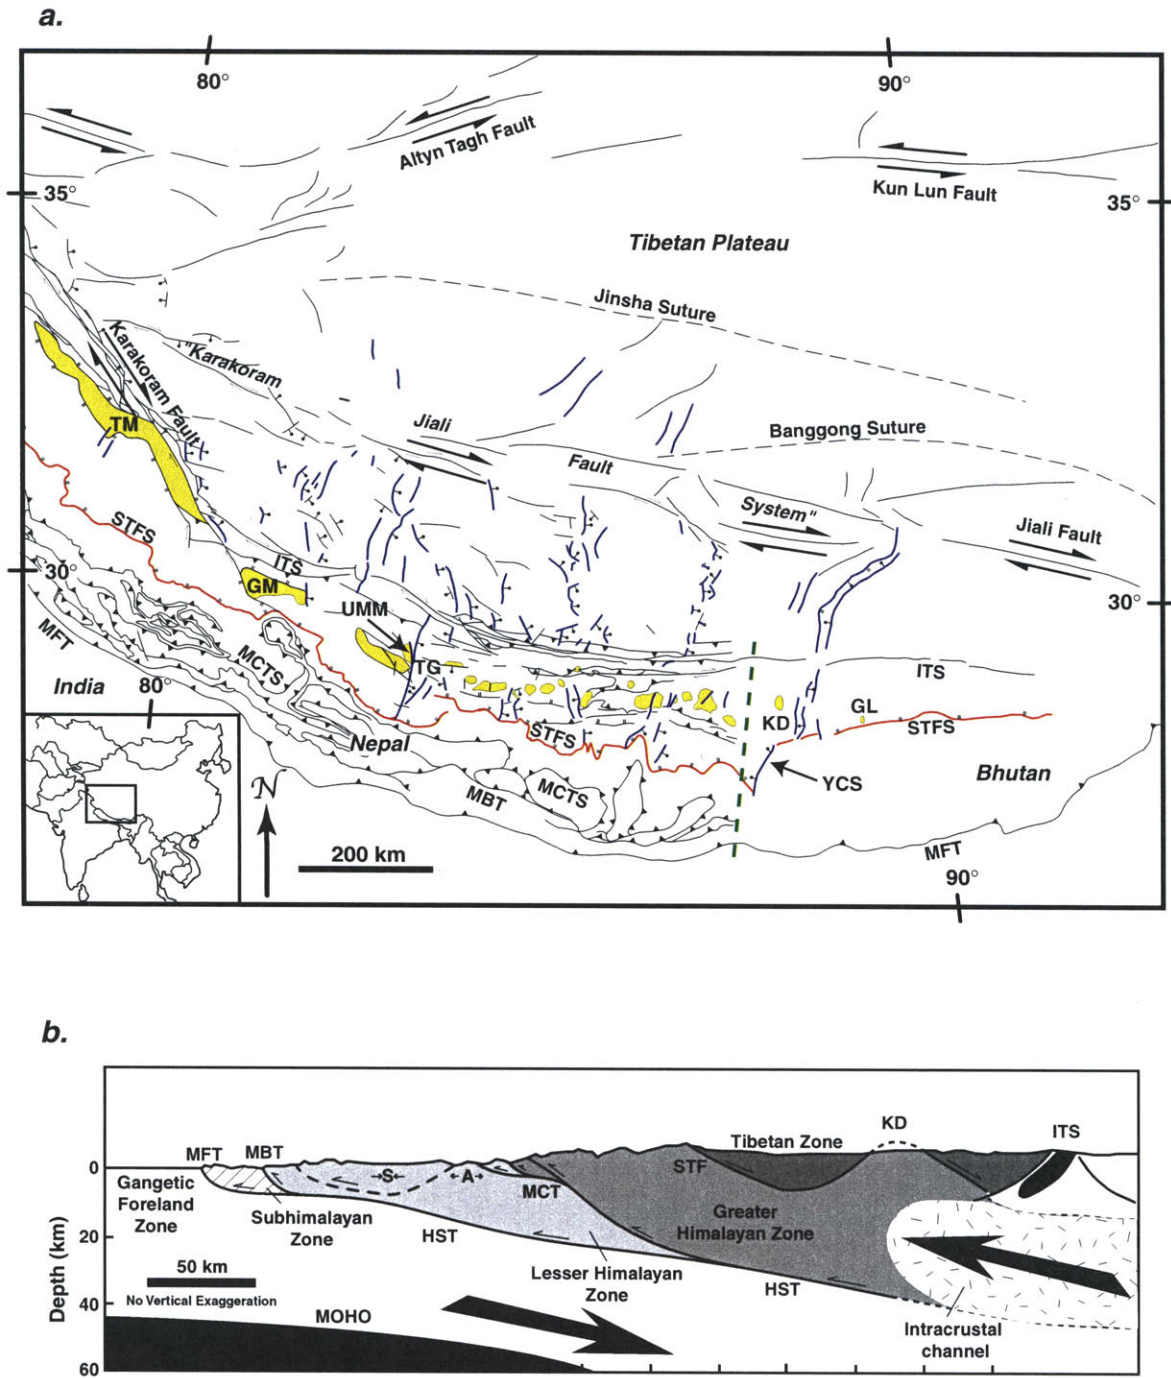 a.
80°
90°
Altyn Tagh Fault
Kun Lun Fault
35°
35°
Tibetan Plateau
Jinsha Suture
Karakoram Fault
"Karakoram
TM
Jiali
Banggong Suture
Fault
System"
Jiali Fault
STFS
ITS
30°
GM
UMM
30°
MFT
MCTS
TG
ITS
India
80°
GL
KD
STFS
STFS
Nepal
Bhutan
YCS
N
MBT
MCTS
200 km
MFT
90°
b.
KD
ITS
MFT
MBT
Tibetan Zone
0
S
A
STF
Gangetic
Foreland
Zone
MCT
Subhimalayan
Zone
Greater
Himalayan Zone
HST
20
Depth (km)
50 km
Lesser Himalayan
Zone
HST
No Vertical Exaggeration
40
MOHO
Intracrustal
channel
60